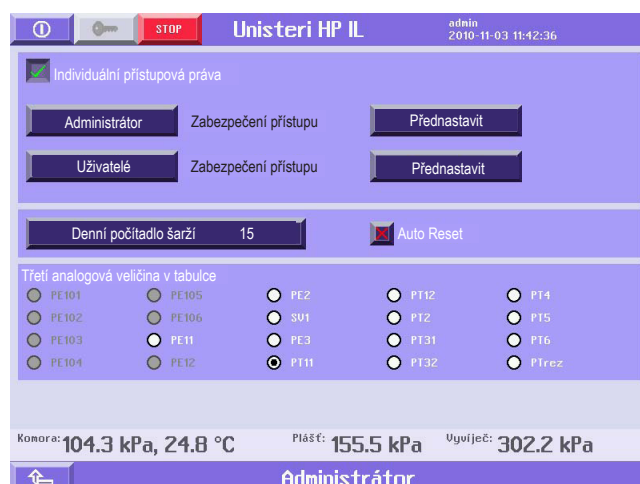 STOP Unisteri HP IL admin
2010-11-03 11:42:36
Individuální přístupová práva
Administrátor Zabezpečení přístupu Přednastavit
Uživatelé Zabezpečení přístupu Přednastavit
Denní počítadlo šarží 15 Auto Reset
Třetí analogová veličina v tabulce
PE101 PE105 PE2 PT12 PT4
PE102 PE106 SV1 PT2 PT5
PE103 PE11 PE3 PT31 PT6
PE104 PE12 PT11 PT32 PTrez
Komora: 104.3 kPa, 24.8 °C Plášť: 155.5 kPa Vyvíječ: 302.2 kPa
Administrátor